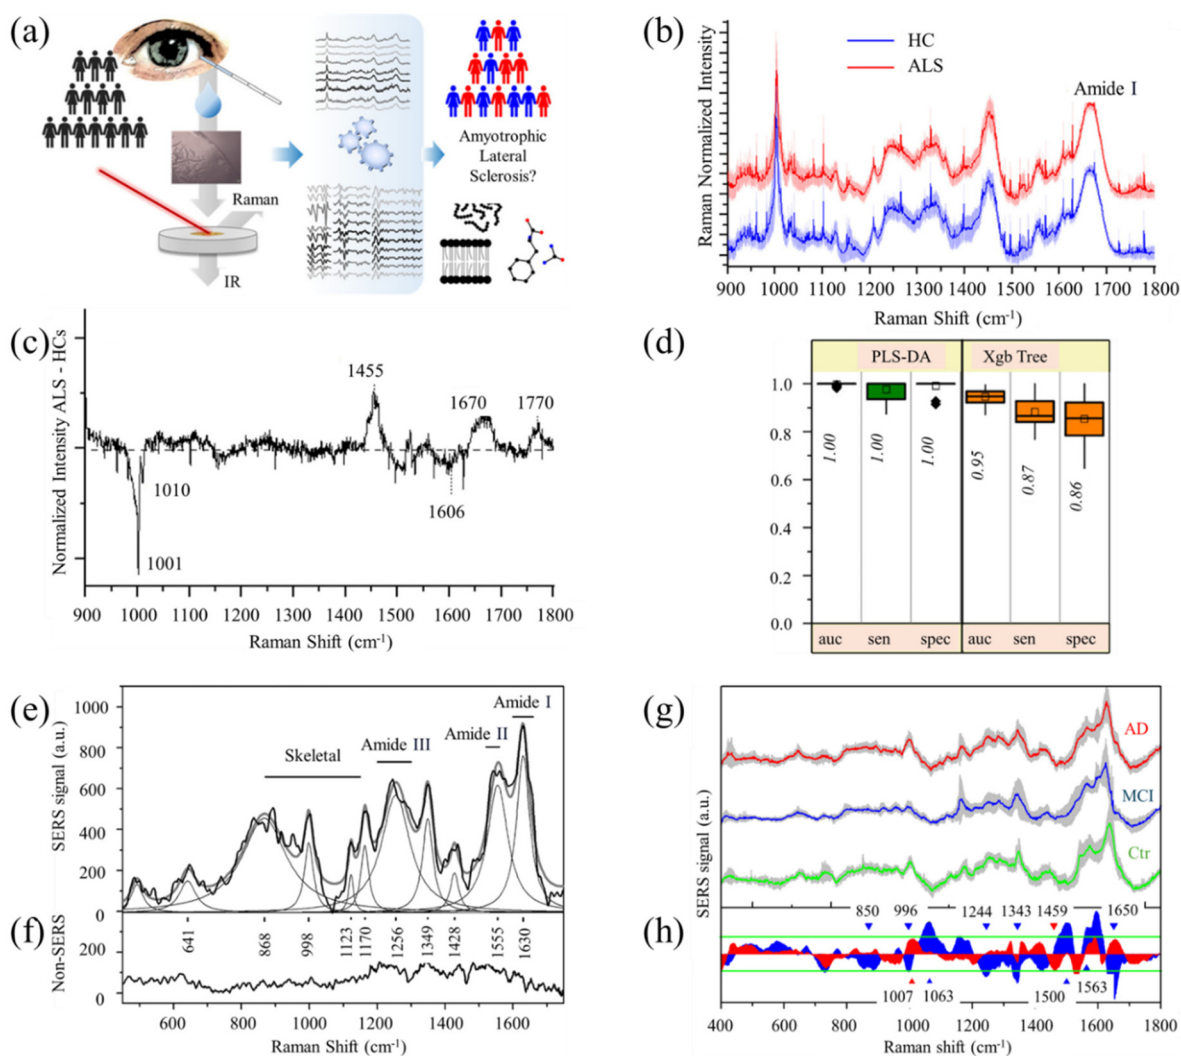 (a)
Raman
IR
Amyotrophic
Lateral
Sclerosis?
(b)
Raman Normalized Intensity
HC
ALS
Amide I
900 1000 1100 1200 1300 1400 1500 1600 1700 1800
Raman Shift (cm-1)
(c)
Normalized Intensity ALS - HCs
1455
1670
1770
1010
1606
1001
900 1000 1100 1200 1300 1400 1500 1600 1700 1800
Raman Shift (cm-1)
(d)
PLS-DA Xgb Tree
1.0
0.8
0.6
0.4
0.2
0.0
1.00 1.00 1.00 0.95 0.87 0.86
auc sen spec auc sen spec
(e)
SERS signal (a.u.)
1000
800
600
400
200
0
Skeletal
Amide III
Amide II
Amide I
(f)
Non-SERS
641 868 998 1123 1170 1256 1349 1428 1555 1630
200
0
600 800 1000 1200 1400 1600
Raman shift (cm-1)
(g)
SERS signal (a.u.)
AD
MCI
Ctr
(h)
850 996 1244 1343 1459 1650
1007 1063 1500 1563
400 600 800 1000 1200 1400 1600 1800
Raman shift (cm-1)